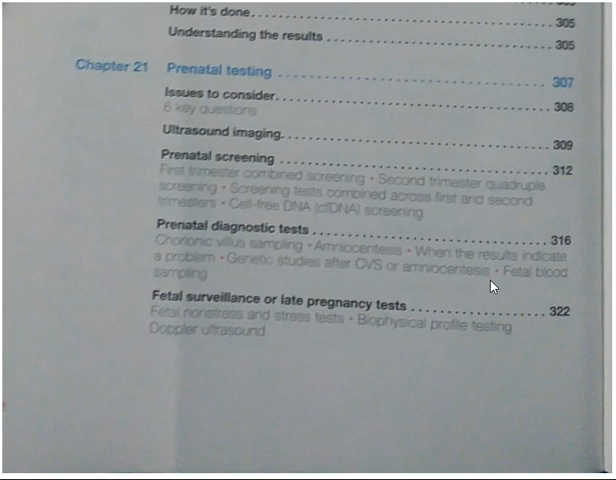 How it's done.................................................305
Understanding the results.................................305
Chapter 21 Prenatal testing.................................307
Issues to consider.............................................308
6 key questions
Ultrasound imaging............................................309
Prenatal screening.............................................312
First trimester combined screening • Second trimester quadruple
screening • Screening tests combined across first and second
trimesters • Cell-free DNA (cfDNA) screening
Prenatal diagnostic tests.....................................316
Chorionic villus sampling • Amniocentesis • When the results indicate
a problem • Genetic studies after CVS or amniocentesis • Fetal blood
sampling
Fetal surveillance or late pregnancy tests..................322
Fetal nonstress and stress tests • Biophysical profile testing
Doppler ultrasound